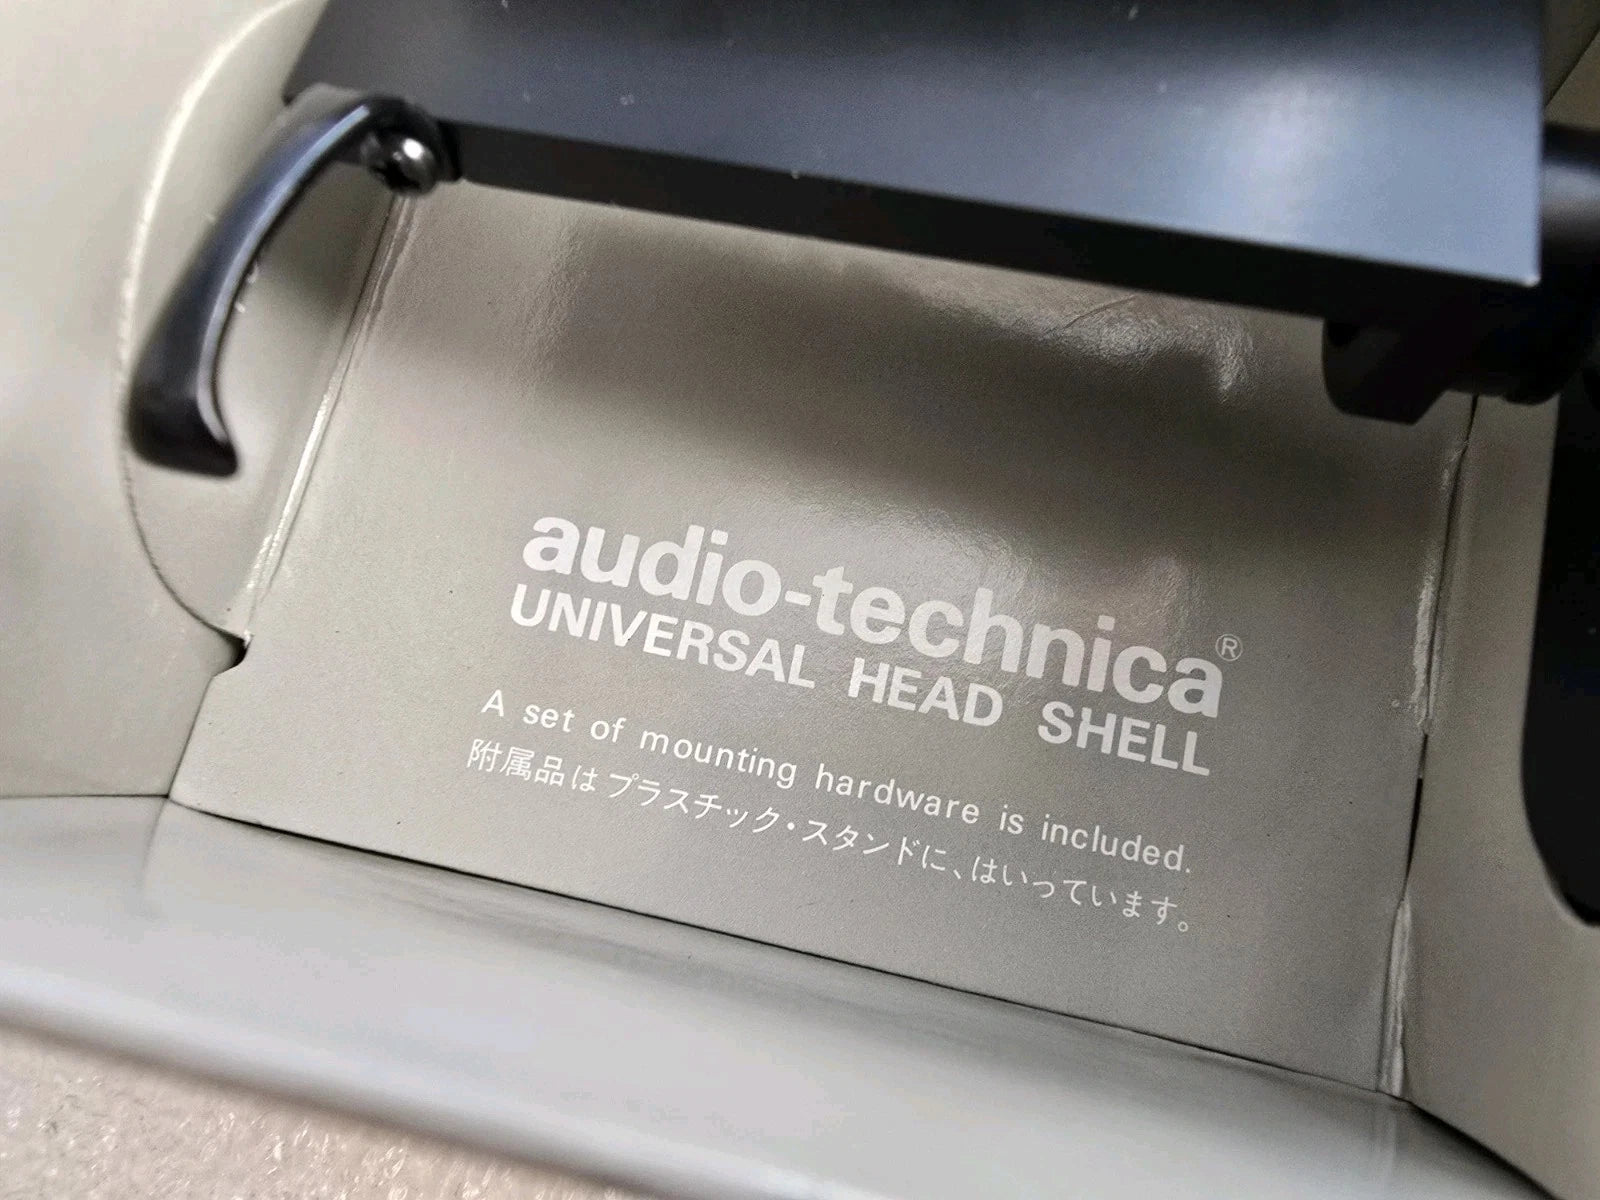 audio-technica®
UNIVERSAL HEAD SHELL
A set of mounting hardware is included.
附属品はプラスチック・スタンドに、はいっています。